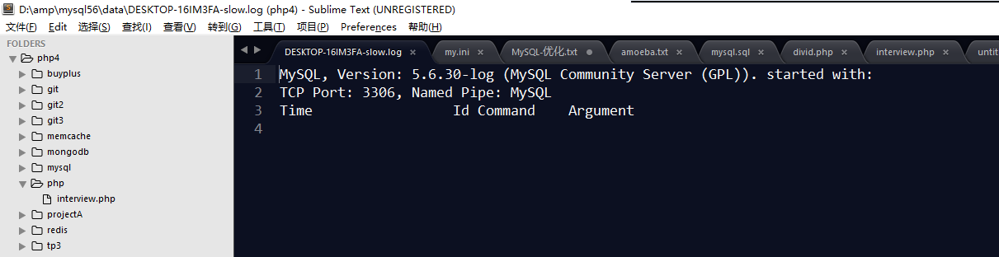 D:\amp\mysql56\data\DESKTOP-16IM3FA-slow.log (php4) - Sublime Text (UNREGISTERED)
文件(F) Edit 选择(S) 查找(I) 查看(V) 转到(G) 工具(T) 项目(P) Preferences 帮助(H)
FOLDERS
php4
buyplus
git
git2
git3
memcache
mongodb
mysql
php
interview.php
projectA
redis
tp3
DESKTOP-16IM3FA-slow.log × my.ini × MySQL-优化.txt amoeba.txt × mysql.sql × divid.php × interview.php × untit
1 MySQL, Version: 5.6.30-log (MySQL Community Server (GPL)). started with:
2 TCP Port: 3306, Named Pipe: MySQL
3 Time                 Id Command    Argument
4